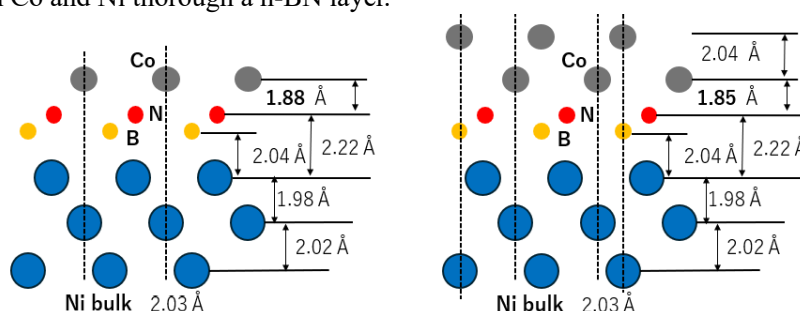 Co and Ni thorough a h-BN layer.
Co
1.88 Å
N
B
2.04 Å
2.22 Å
1.98 Å
2.02 Å
Ni bulk 2.03 Å
2.04 Å
Co
1.85 Å
N
B
2.04 Å
2.22
1.98 Å
2.02 Å
Ni bulk 2.03 Å